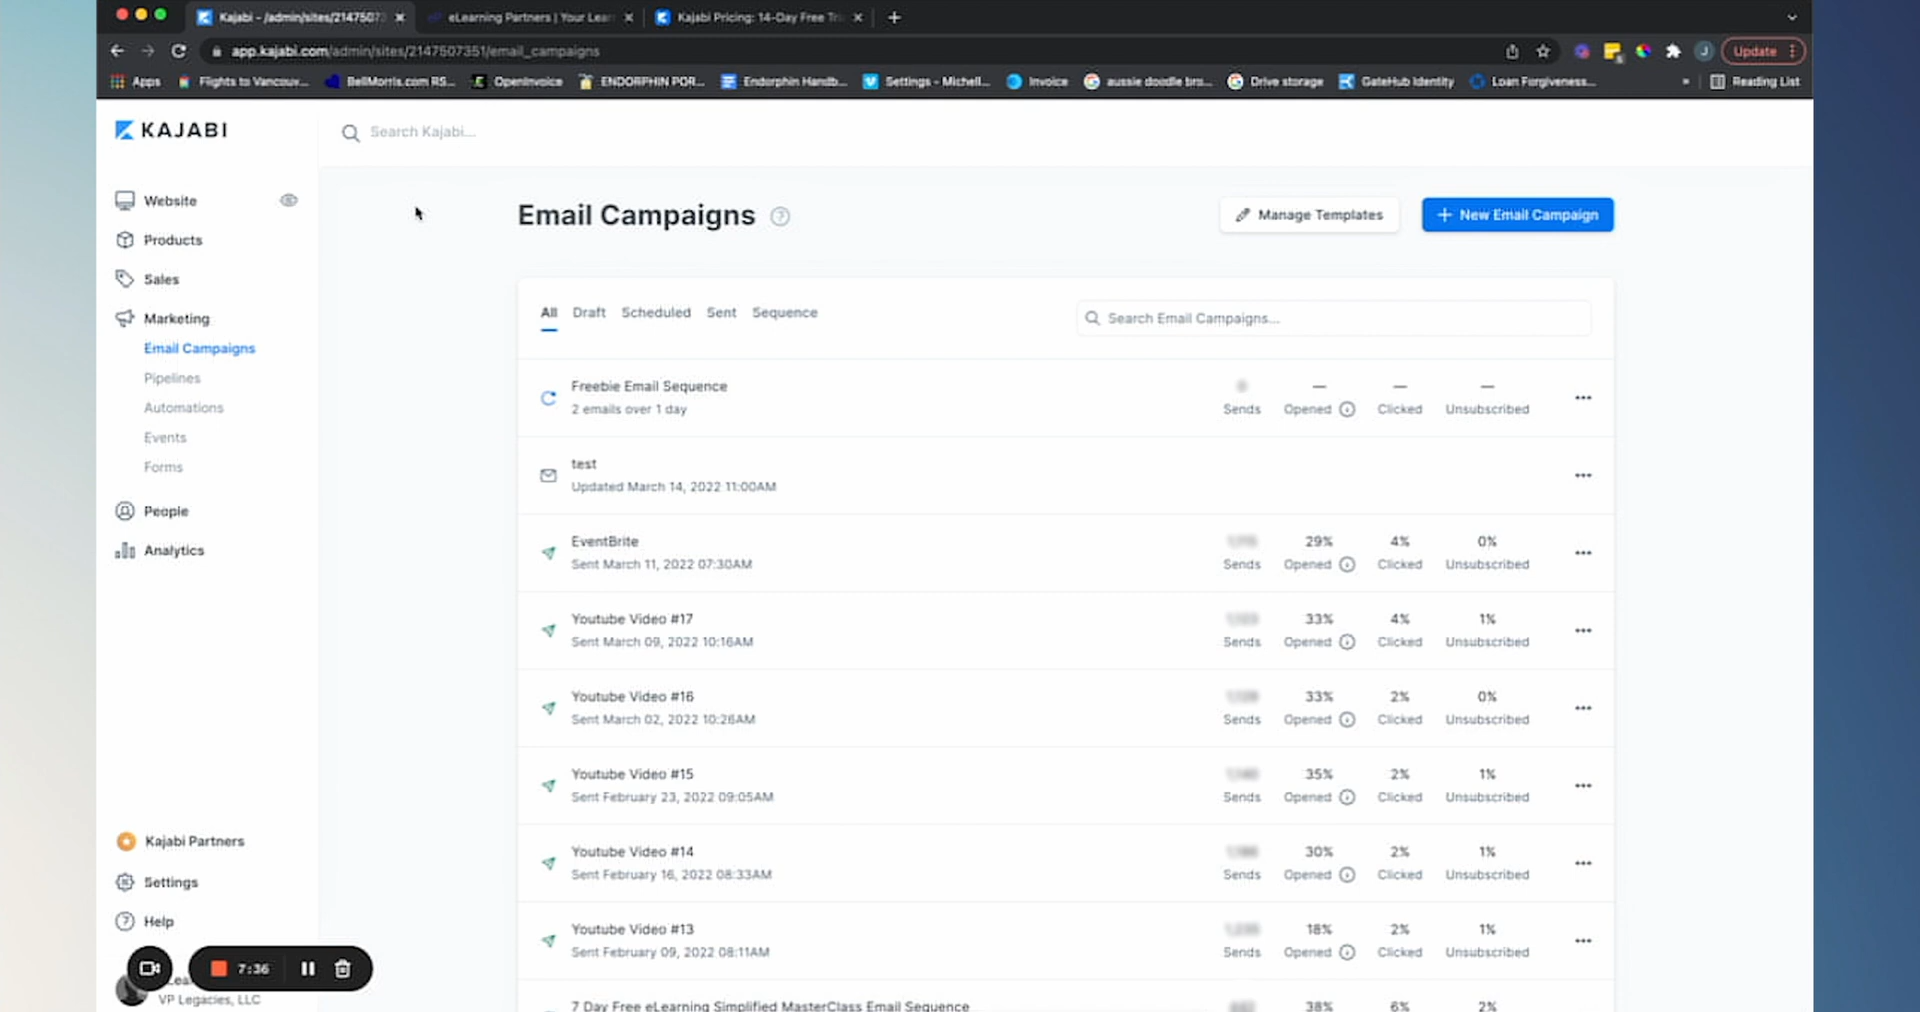 Kajabi - /admin/sites/2147507
eLearning Partners | Your Lear
Kajabi Pricing: 14-Day Free Tri
app.kajabi.com/admin/sites/2147507351/email_campaigns
Update
Apps
Flights to Vancouv...
BellMorris.com RS...
OpenInvoice
ENDORPHIN POR...
Endorphin Handb...
Settings - Michell...
Invoice
aussie doodle bro...
Drive storage
GateHub Identity
Loan Forgiveness...
»
Reading List
KAJABI
Search Kajabi...
Website
Products
Sales
Marketing
Email Campaigns
Pipelines
Automations
Events
Forms
People
Analytics
Kajabi Partners
Settings
Help
7:36
VP Legacies, LLC
Email Campaigns
Manage Templates
+ New Email Campaign
All Draft Scheduled Sent Sequence
Search Email Campaigns...
Freebie Email Sequence — — —
2 emails over 1 day Sends Opened Clicked Unsubscribed
test
Updated March 14, 2022 11:00AM
EventBrite 29% 4% 0%
Sent March 11, 2022 07:30AM Sends Opened Clicked Unsubscribed
Youtube Video #17 33% 4% 1%
Sent March 09, 2022 10:16AM Sends Opened Clicked Unsubscribed
Youtube Video #16 33% 2% 0%
Sent March 02, 2022 10:26AM Sends Opened Clicked Unsubscribed
Youtube Video #15 35% 2% 1%
Sent February 23, 2022 09:05AM Sends Opened Clicked Unsubscribed
Youtube Video #14 30% 2% 1%
Sent February 16, 2022 08:33AM Sends Opened Clicked Unsubscribed
Youtube Video #13 18% 2% 1%
Sent February 09, 2022 08:11AM Sends Opened Clicked Unsubscribed
7 Day Free eLearning Simplified MasterClass Email Sequence 38% 6% 2%